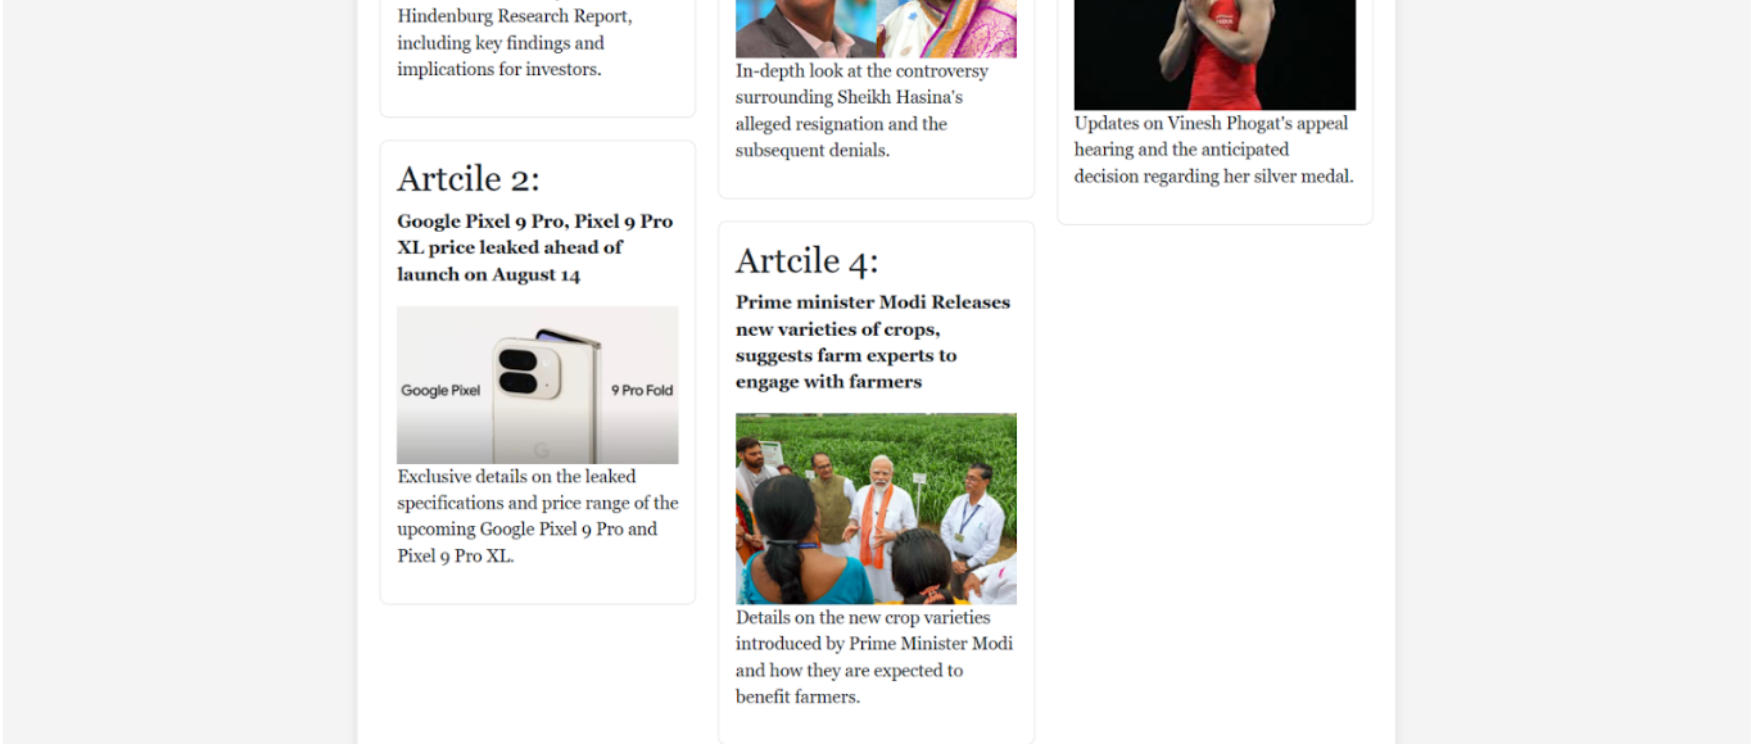 Hindenburg Research Report,
including key findings and
implications for investors.
Artcile 2:
Google Pixel 9 Pro, Pixel 9 Pro
XL price leaked ahead of
launch on August 14
Google Pixel
9 Pro Fold
Exclusive details on the leaked
specifications and price range of the
upcoming Google Pixel 9 Pro and
Pixel 9 Pro XL.
In-depth look at the controversy
surrounding Sheikh Hasina's
alleged resignation and the
subsequent denials.
Artcile 4:
Prime minister Modi Releases
new varieties of crops,
suggests farm experts to
engage with farmers
Details on the new crop varieties
introduced by Prime Minister Modi
and how they are expected to
benefit farmers.
Updates on Vinesh Phogat's appeal
hearing and the anticipated
decision regarding her silver medal.